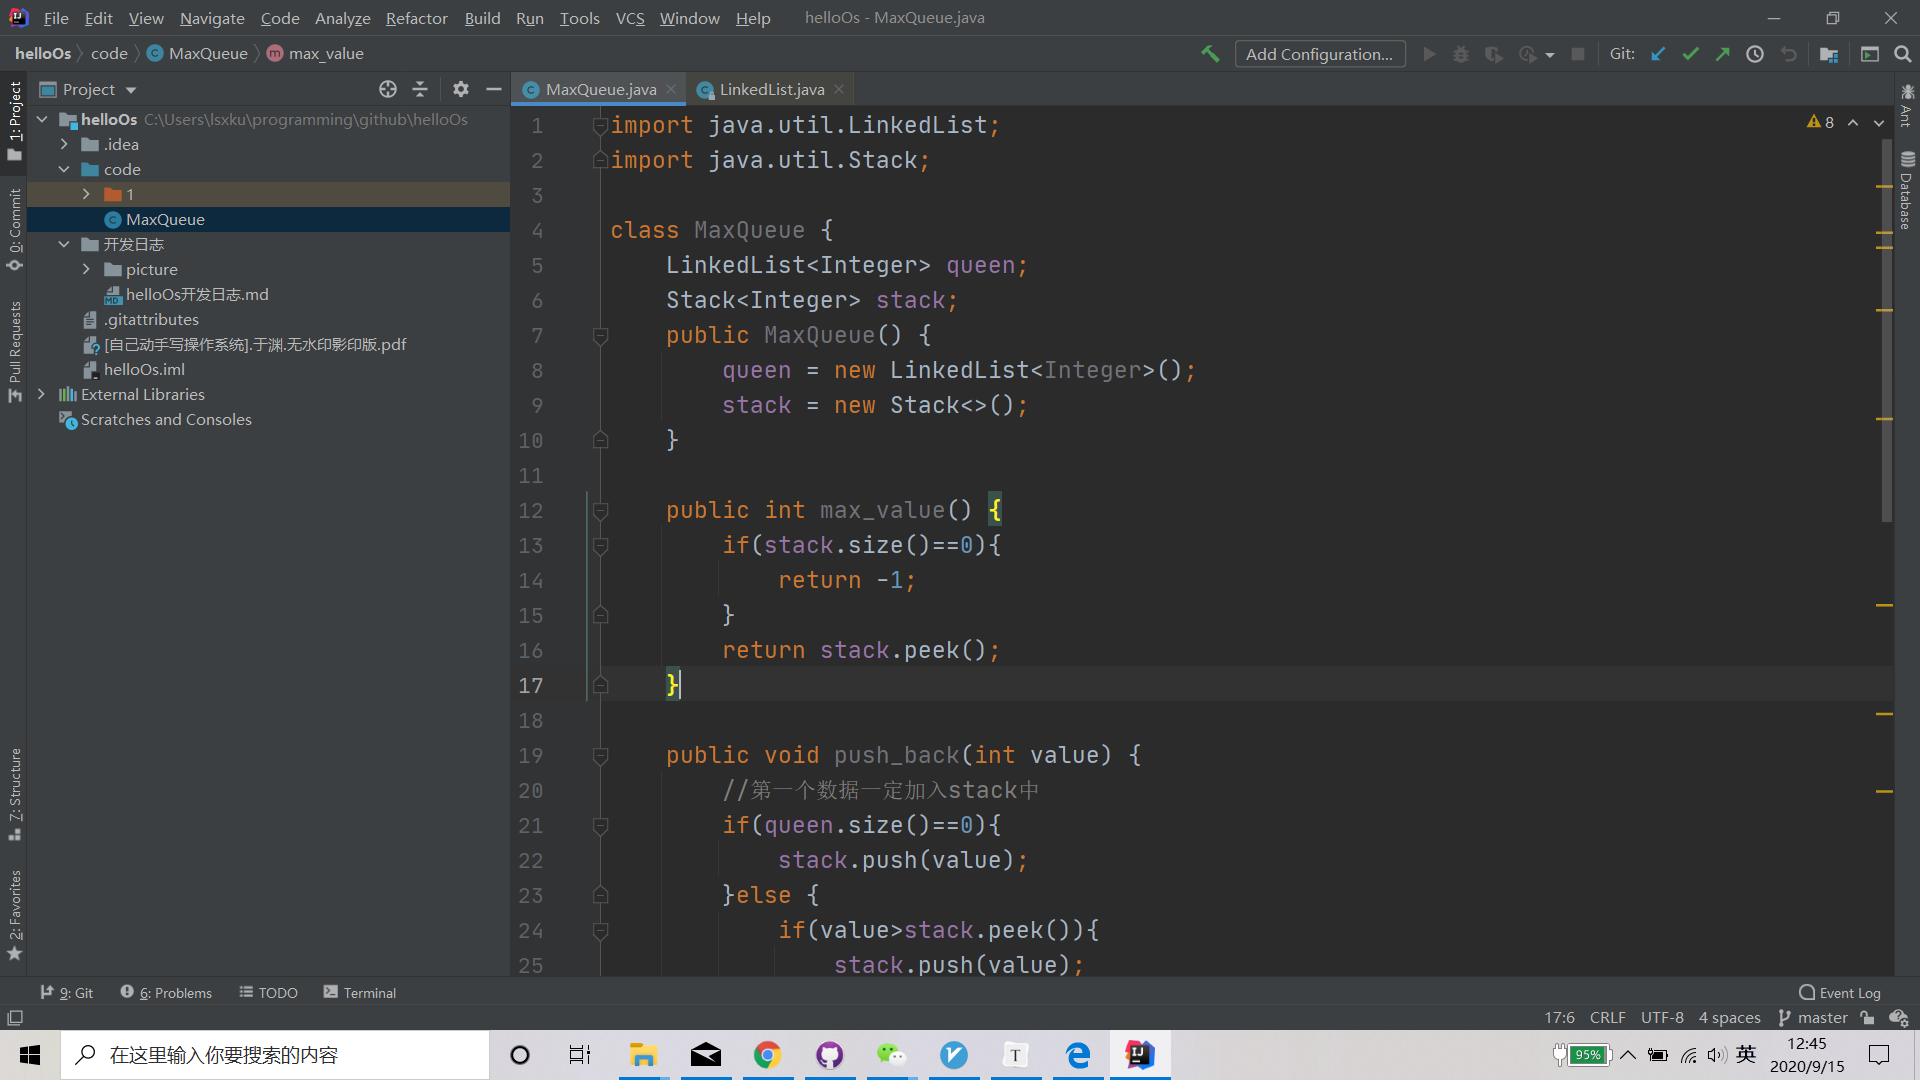 File Edit View Navigate Code Analyze Refactor Build Run Tools VCS Window Help helloOs - MaxQueue.java
helloOs code MaxQueue max_value Add Configuration... Git:
Project MaxQueue.java LinkedList.java
1: Project
0: Commit
Pull Requests
7: Structure
2: Favorites
helloOs C:\Users\lsxku\programming\github\helloOs
.idea
code
1
MaxQueue
开发日志
picture
helloOs开发日志.md
.gitattributes
[自己动手写操作系统].于渊.无水印影印版.pdf
helloOs.iml
External Libraries
Scratches and Consoles
1 import java.util.LinkedList;
2 import java.util.Stack;
3
4 class MaxQueue {
5 LinkedList<Integer> queen;
6 Stack<Integer> stack;
7 public MaxQueue() {
8 queen = new LinkedList<Integer>();
9 stack = new Stack<>();
10 }
11
12 public int max_value() {
13 if(stack.size()==0){
14 return -1;
15 }
16 return stack.peek();
17 }
18
19 public void push_back(int value) {
20 //第一个数据一定加入stack中
21 if(queen.size()==0){
22 stack.push(value);
23 }else {
24 if(value>stack.peek()){
25 stack.push(value);
8
Ant
Database
9: Git 6: Problems TODO Terminal Event Log
17:6 CRLF UTF-8 4 spaces master
在这里输入你要搜索的内容
95% 英 12:45
2020/9/15